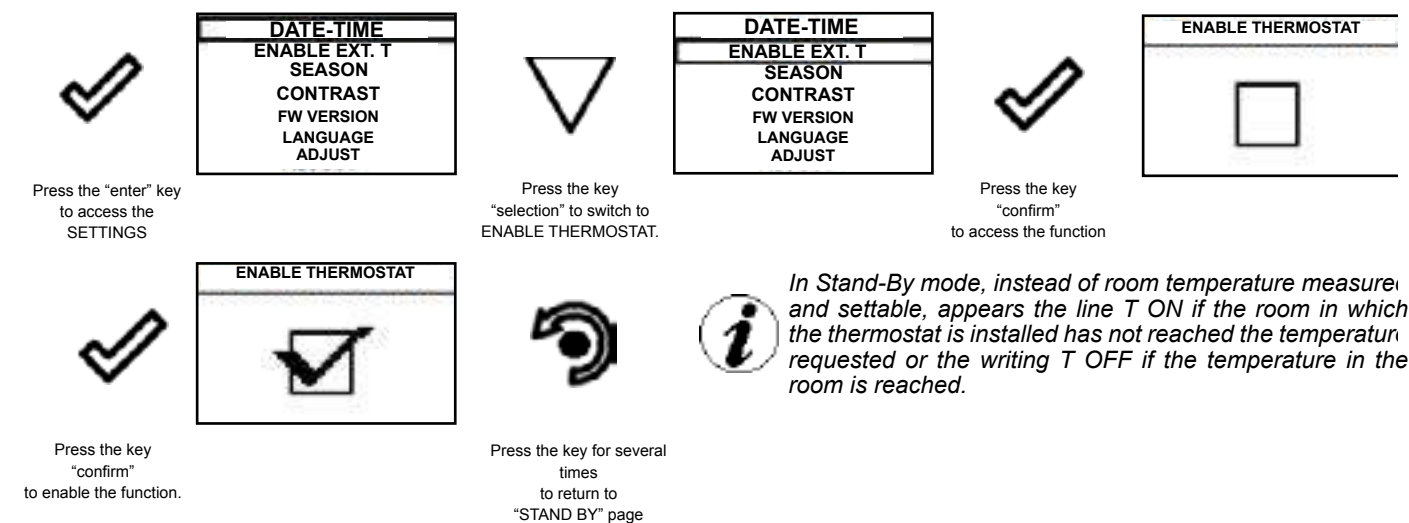 DATE-TIME
ENABLE EXT. T
SEASON
CONTRAST
FW VERSION
LANGUAGE
ADJUST
Press the “enter” key
to access the
SETTINGS
Press the key
“selection” to switch to
ENABLE THERMOSTAT.
DATE-TIME
ENABLE EXT. T
SEASON
CONTRAST
FW VERSION
LANGUAGE
ADJUST
Press the key
“confirm”
to access the function
ENABLE THERMOSTAT
Press the key
“confirm”
to enable the function.
ENABLE THERMOSTAT
Press the key for several
times
to return to
“STAND BY” page
In Stand-By mode, instead of room temperature measure
and settable, appears the line T ON if the room in which
the thermostat is installed has not reached the temperatur
requested or the writing T OFF if the temperature in the
room is reached.